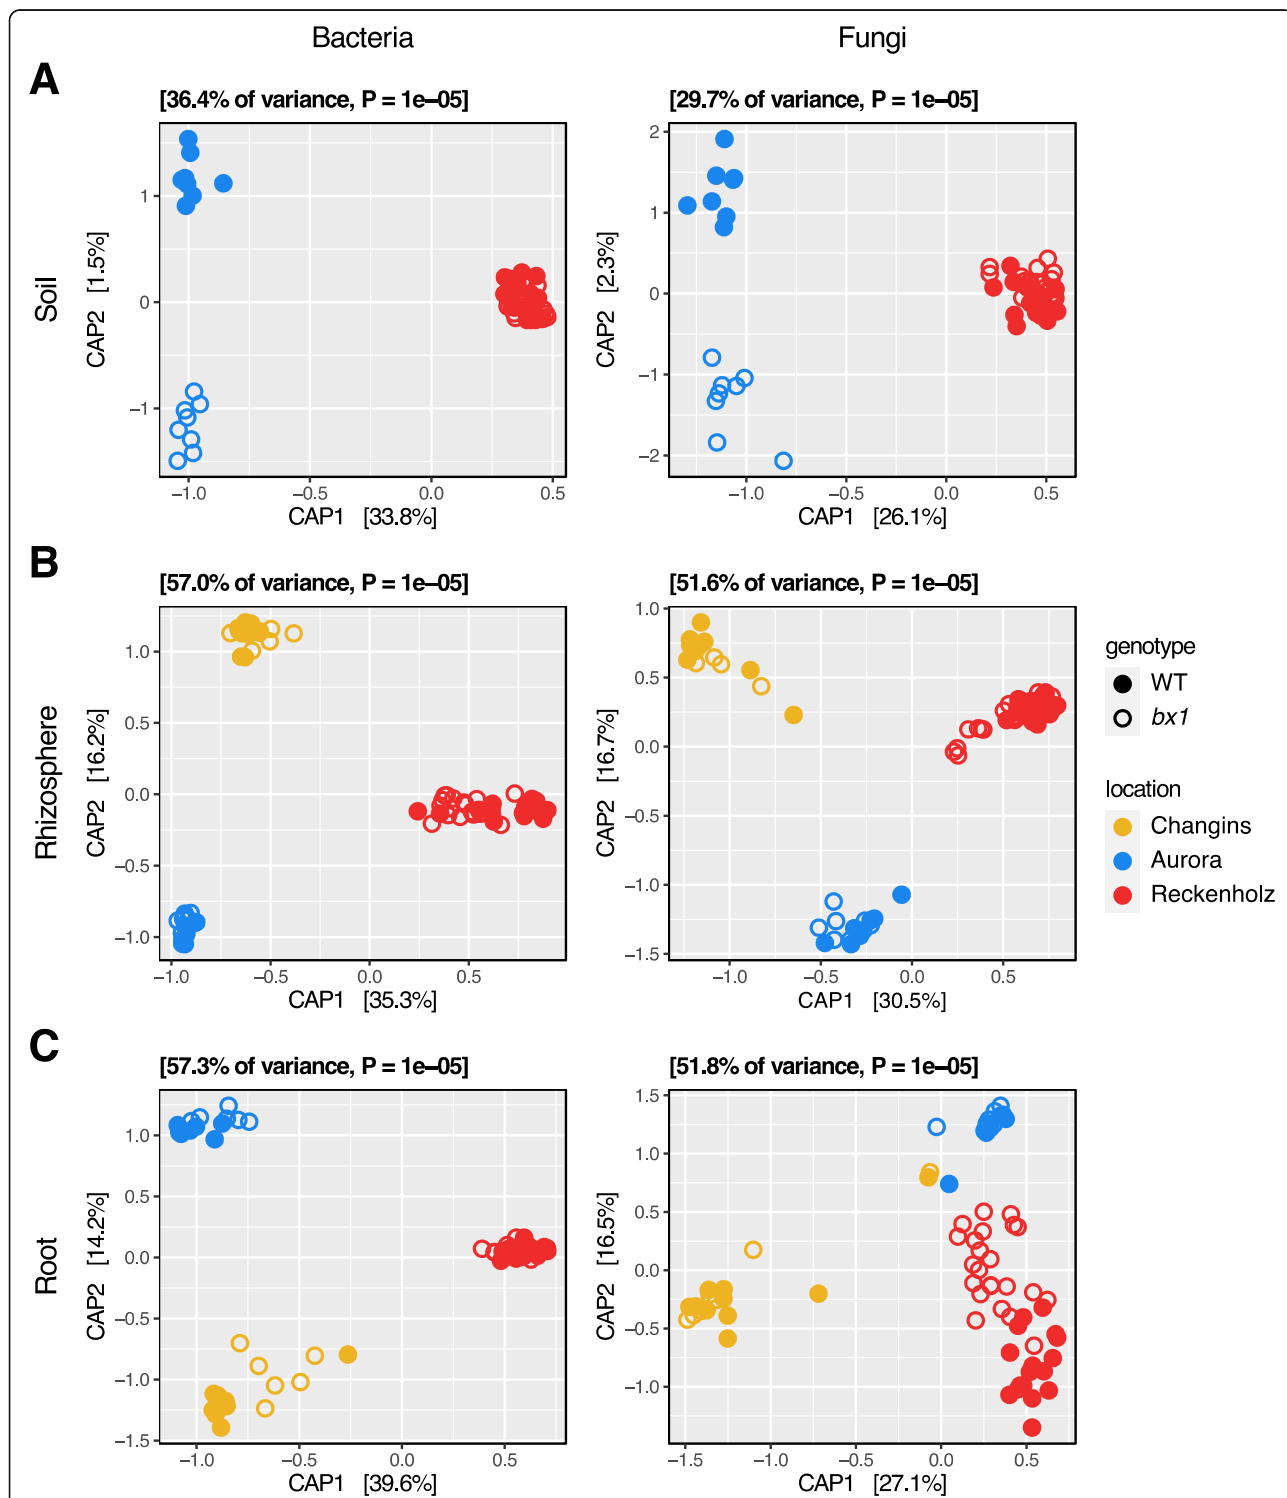 Bacteria
Fungi
A
[36.4% of variance, P = 1e−05]
[29.7% of variance, P = 1e−05]
Soil
CAP2 [1.5%]
1
0
−1
−1.0 −0.5 0.0 0.5
CAP1 [33.8%]
CAP2 [2.3%]
2
1
0
−1
−2
−1.0 −0.5 0.0 0.5
CAP1 [26.1%]
B
[57.0% of variance, P = 1e−05]
[51.6% of variance, P = 1e−05]
Rhizosphere
CAP2 [16.2%]
1.0
0.5
0.0
−0.5
−1.0
−1.0 −0.5 0.0 0.5
CAP1 [35.3%]
CAP2 [16.7%]
1.0
0.5
0.0
−0.5
−1.0
−1.5
−1.0 −0.5 0.0 0.5
CAP1 [30.5%]
genotype
WT
bx1
location
Changins
Aurora
Reckenholz
C
[57.3% of variance, P = 1e−05]
[51.8% of variance, P = 1e−05]
Root
CAP2 [14.2%]
1.0
0.5
0.0
−0.5
−1.0
−1.5
−1.0 −0.5 0.0 0.5
CAP1 [39.6%]
CAP2 [16.5%]
1.5
1.0
0.5
0.0
−0.5
−1.0
−1.5 −1.0 −0.5 0.0 0.5
CAP1 [27.1%]